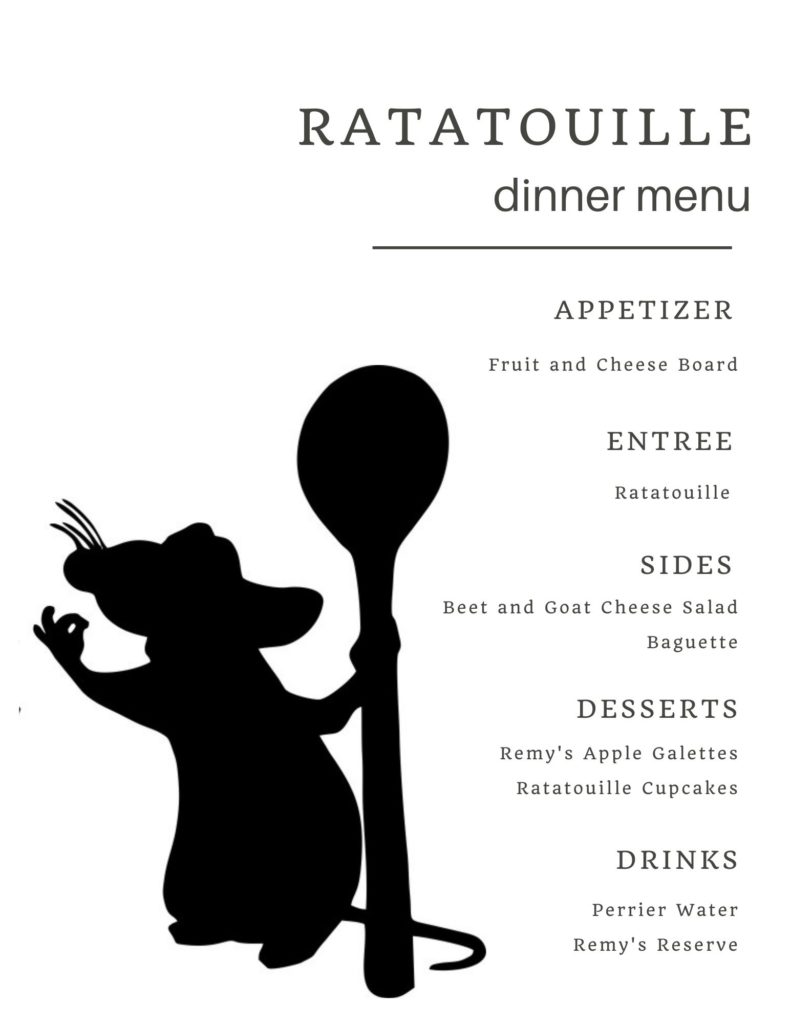 RATATOUILLE
dinner menu
APPETIZER
Fruit and Cheese Board
ENTREE
Ratatouille
SIDES
Beet and Goat Cheese Salad
Baguette
DESSERTS
Remy's Apple Galettes
Ratatouille Cupcakes
DRINKS
Perrier Water
Remy's Reserve